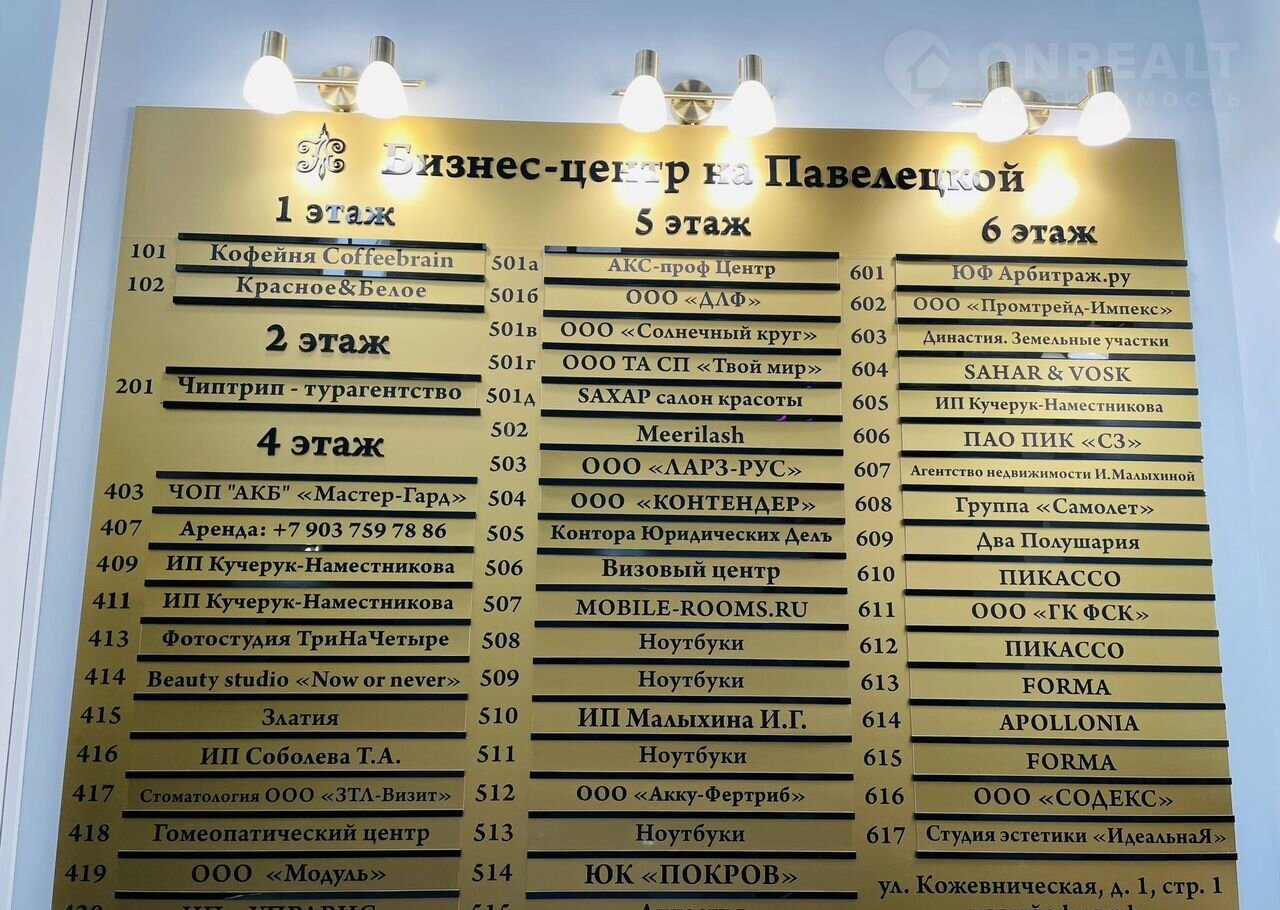 ONREALT
НЕДВИЖИМОСТЬ
Бизнес-центр на Павелецкой
1 этаж
101 Кофейня Coffeebrain
102 Красное&Белое
2 этаж
201 Чиптрип - турагентство
4 этаж
403 ЧОП "АКБ" «Мастер-Гард»
407 Аренда: +7 903 759 78 86
409 ИП Кучерук-Наместникова
411 ИП Кучерук-Наместникова
413 Фотостудия ТриНаЧетыре
414 Beauty studio «Now or never»
415 Златия
416 ИП Соболева Т.А.
417 Стоматология ООО «ЗТЛ-Визит»
418 Гомеопатический центр
419 ООО «Модуль»
5 этаж
501а АКС-проф Центр
501б ООО «ДЛФ»
501в ООО «Солнечный круг»
501г ООО ТА СП «Твой мир»
501д SAXAP салон красоты
502 Meerilash
503 ООО «ЛАРЗ-РУС»
504 ООО «КОНТЕНДЕР»
505 Контора Юридических Делъ
506 Визовый центр
507 MOBILE-ROOMS.RU
508 Ноутбуки
509 Ноутбуки
510 ИП Малыхина И.Г.
511 Ноутбуки
512 ООО «Акку-Фертриб»
513 Ноутбуки
514 ЮК «ПОКРОВ»
6 этаж
601 ЮФ Арбитраж.ру
602 ООО «Промтрейд-Импекс»
603 Династия. Земельные участки
604 SAHAR & VOSK
605 ИП Кучерук-Наместникова
606 ПАО ПИК «СЗ»
607 Агентство недвижимости И.Малыхиной
608 Группа «Самолет»
609 Два Полушария
610 ПИКАССО
611 ООО «ГК ФСК»
612 ПИКАССО
613 FORMA
614 APOLLONIA
615 FORMA
616 ООО «СОДЕКС»
617 Студия эстетики «ИдеальнаЯ»
ул. Кожевническая, д. 1, стр. 1